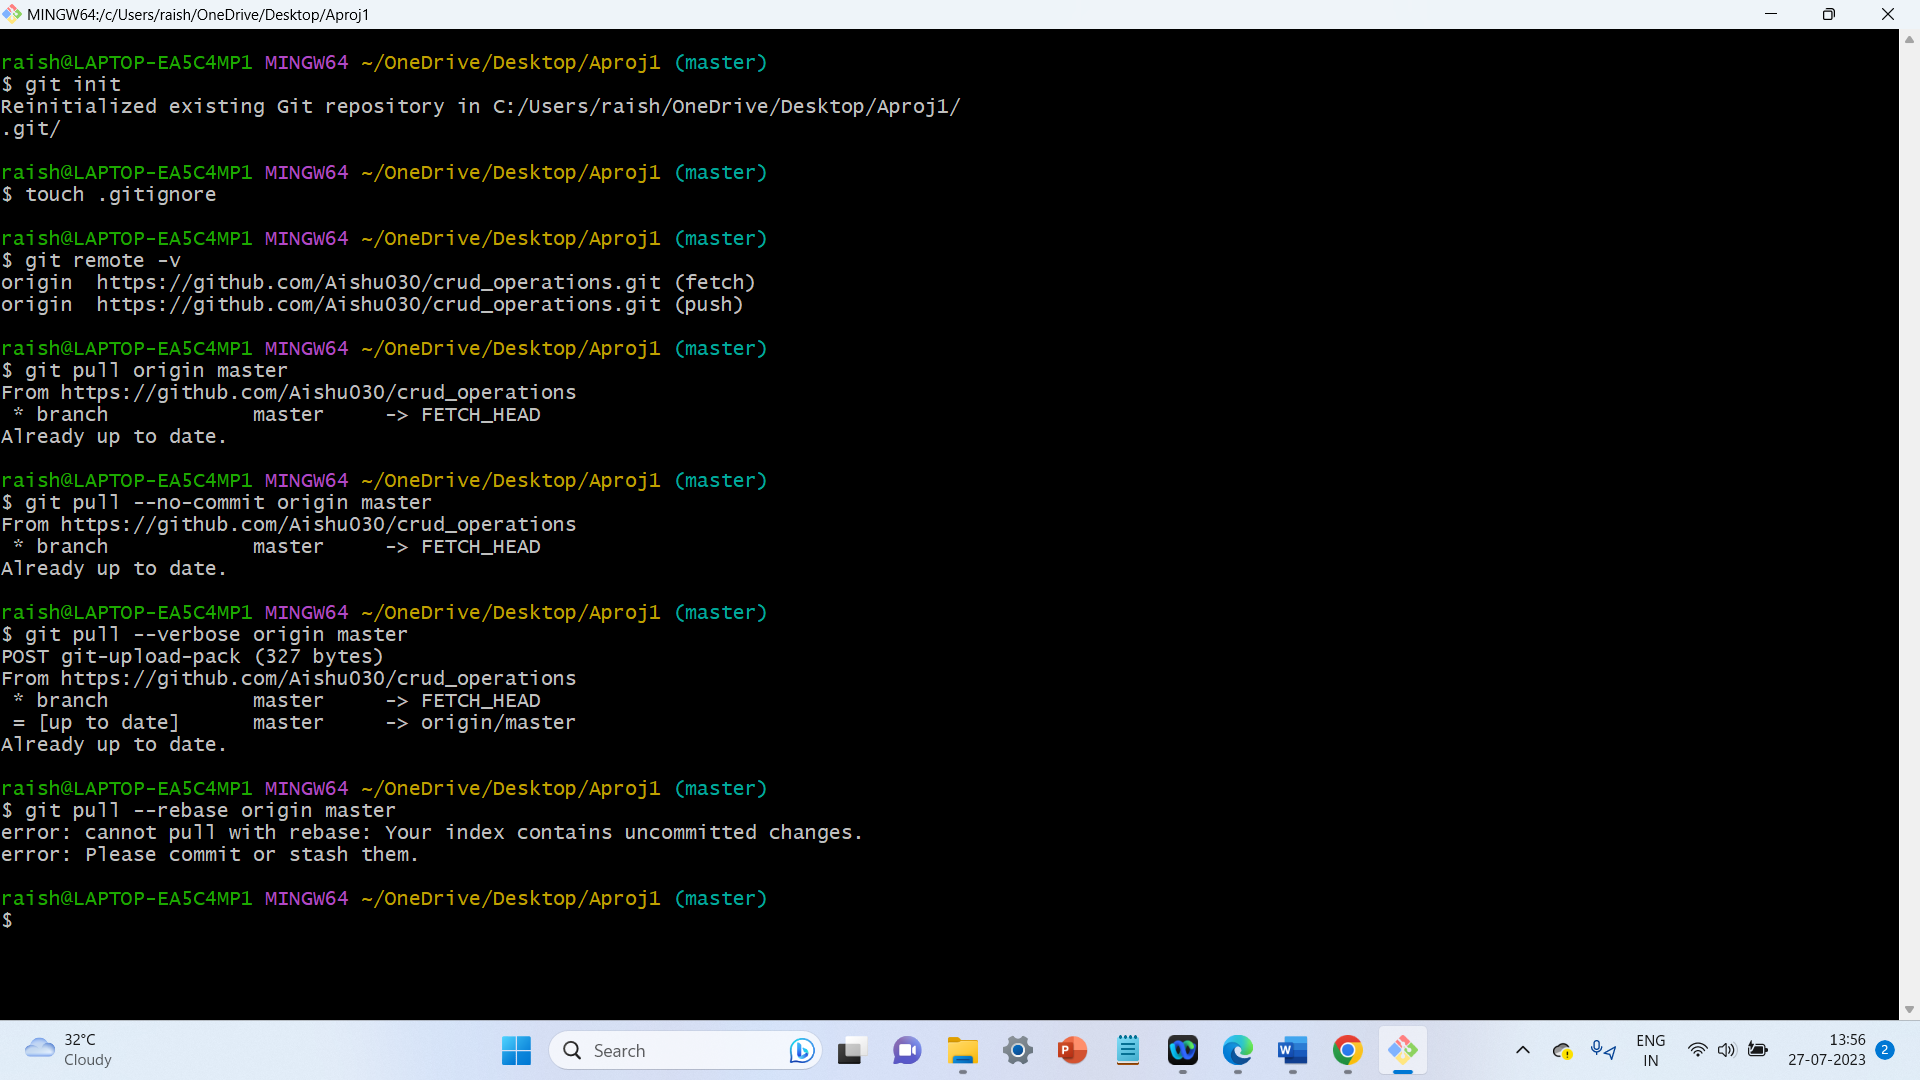 MINGW64:/c/Users/raish/OneDrive/Desktop/Aproj1
raish@LAPTOP-EA5C4MP1 MINGW64 ~/OneDrive/Desktop/Aproj1 (master)
$ git init
Reinitialized existing Git repository in C:/Users/raish/OneDrive/Desktop/Aproj1/
.git/
raish@LAPTOP-EA5C4MP1 MINGW64 ~/OneDrive/Desktop/Aproj1 (master)
$ touch .gitignore
raish@LAPTOP-EA5C4MP1 MINGW64 ~/OneDrive/Desktop/Aproj1 (master)
$ git remote -v
origin  https://github.com/Aishu030/crud_operations.git (fetch)
origin  https://github.com/Aishu030/crud_operations.git (push)
raish@LAPTOP-EA5C4MP1 MINGW64 ~/OneDrive/Desktop/Aproj1 (master)
$ git pull origin master
From https://github.com/Aishu030/crud_operations
 * branch            master     -> FETCH_HEAD
Already up to date.
raish@LAPTOP-EA5C4MP1 MINGW64 ~/OneDrive/Desktop/Aproj1 (master)
$ git pull --no-commit origin master
From https://github.com/Aishu030/crud_operations
 * branch            master     -> FETCH_HEAD
Already up to date.
raish@LAPTOP-EA5C4MP1 MINGW64 ~/OneDrive/Desktop/Aproj1 (master)
$ git pull --verbose origin master
POST git-upload-pack (327 bytes)
From https://github.com/Aishu030/crud_operations
 * branch            master     -> FETCH_HEAD
 = [up to date]      master     -> origin/master
Already up to date.
raish@LAPTOP-EA5C4MP1 MINGW64 ~/OneDrive/Desktop/Aproj1 (master)
$ git pull --rebase origin master
error: cannot pull with rebase: Your index contains uncommitted changes.
error: Please commit or stash them.
raish@LAPTOP-EA5C4MP1 MINGW64 ~/OneDrive/Desktop/Aproj1 (master)
$
32°C
Cloudy
Search
ENG
IN
13:56
27-07-2023
2